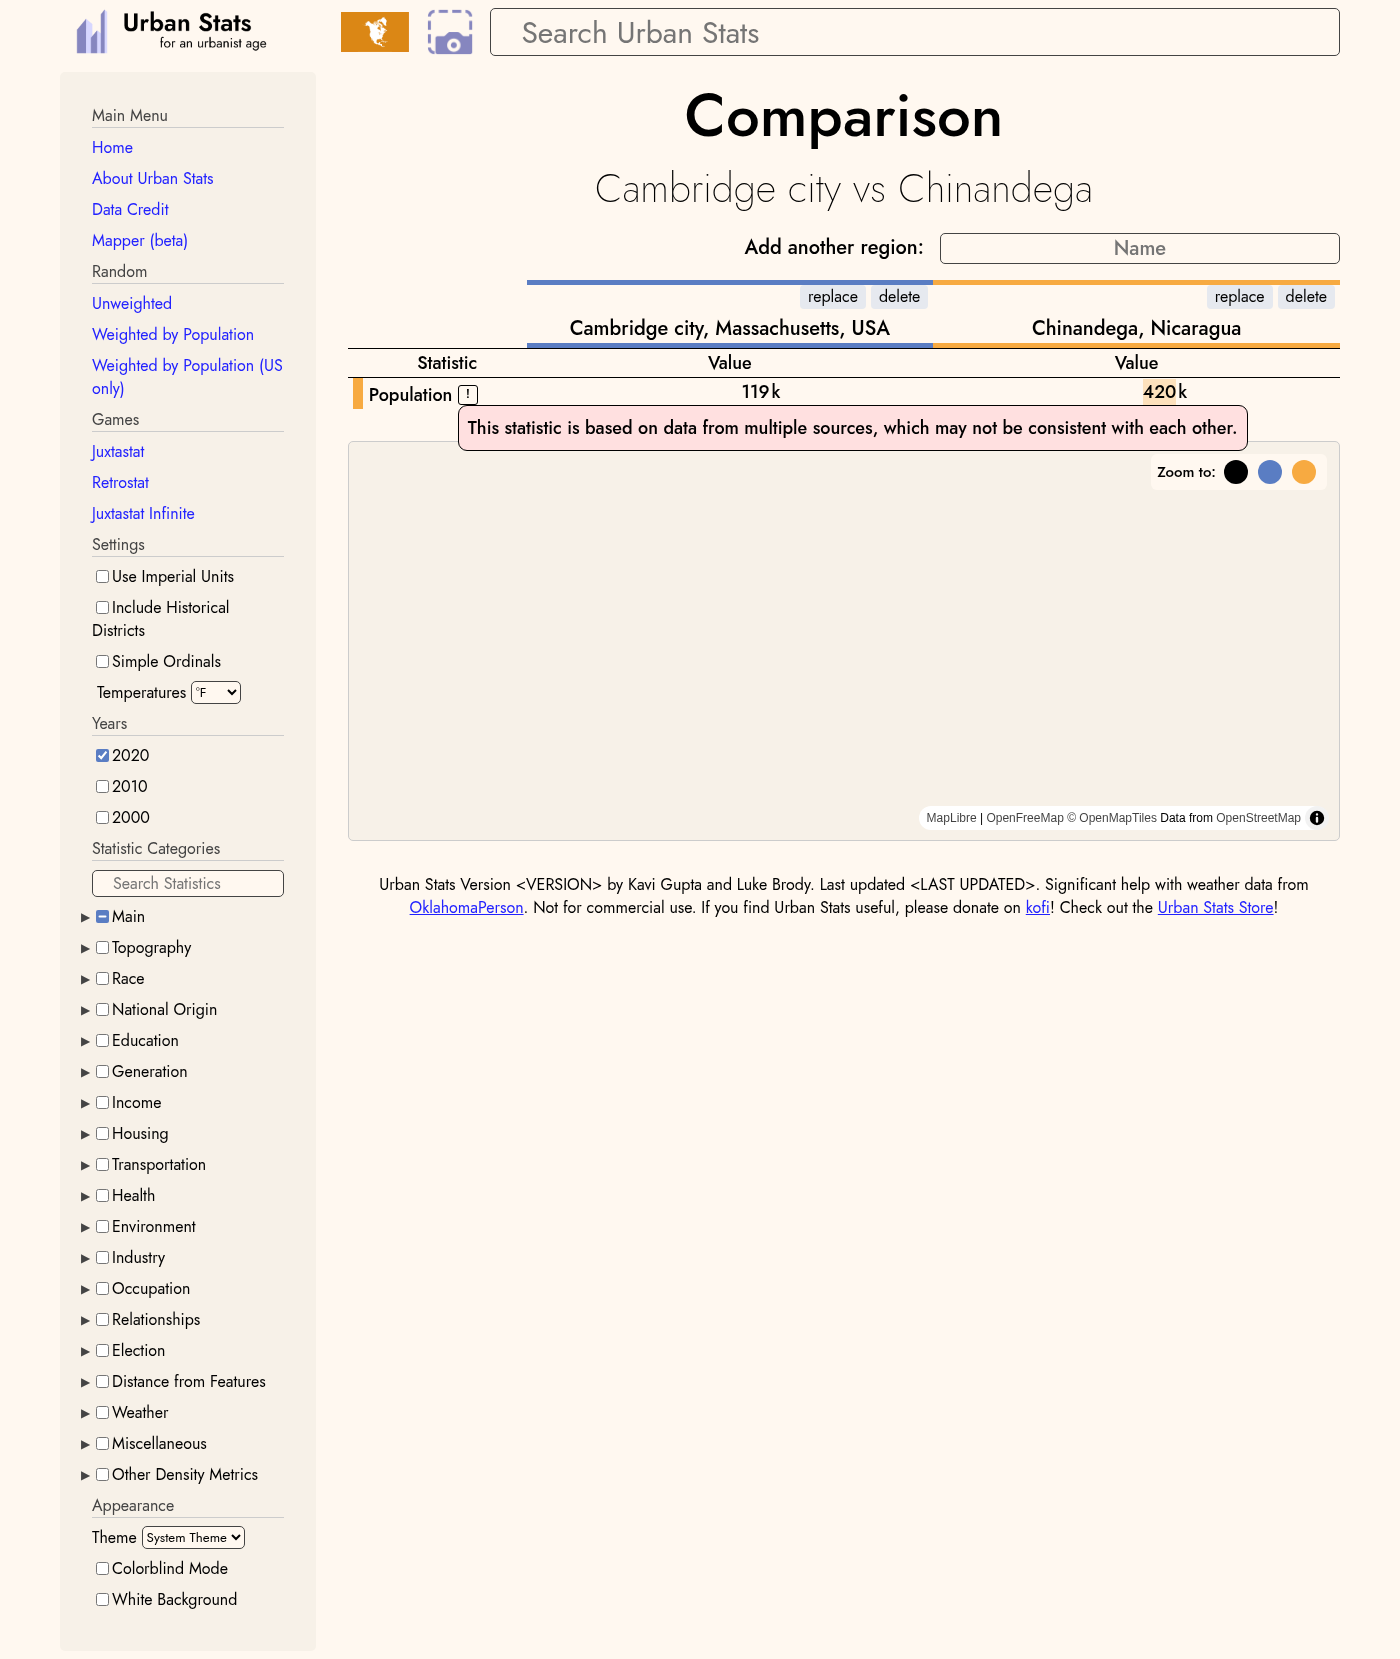 Urban Stats
for an urbanist age
Search Urban Stats
Main Menu
Home
About Urban Stats
Data Credit
Mapper (beta)
Random
Unweighted
Weighted by Population
Weighted by Population (US
only)
Games
Juxtastat
Retrostat
Juxtastat Infinite
Settings
Use Imperial Units
Include Historical
Districts
Simple Ordinals
Temperatures °F
Years
2020
2010
2000
Statistic Categories
Search Statistics
Main
Topography
Race
National Origin
Education
Generation
Income
Housing
Transportation
Health
Environment
Industry
Occupation
Relationships
Election
Distance from Features
Weather
Miscellaneous
Other Density Metrics
Appearance
Theme System Theme
Colorblind Mode
White Background
Comparison
Cambridge city vs Chinandega
Add another region: Name
replace delete replace delete
Cambridge city, Massachusetts, USA Chinandega, Nicaragua
Statistic Value Value
Population ! 119k 420k
This statistic is based on data from multiple sources, which may not be consistent with each other.
Zoom to:
MapLibre | OpenFreeMap © OpenMapTiles Data from OpenStreetMap
Urban Stats Version <VERSION> by Kavi Gupta and Luke Brody. Last updated <LAST UPDATED>. Significant help with weather data from
OklahomaPerson. Not for commercial use. If you find Urban Stats useful, please donate on kofi! Check out the Urban Stats Store!